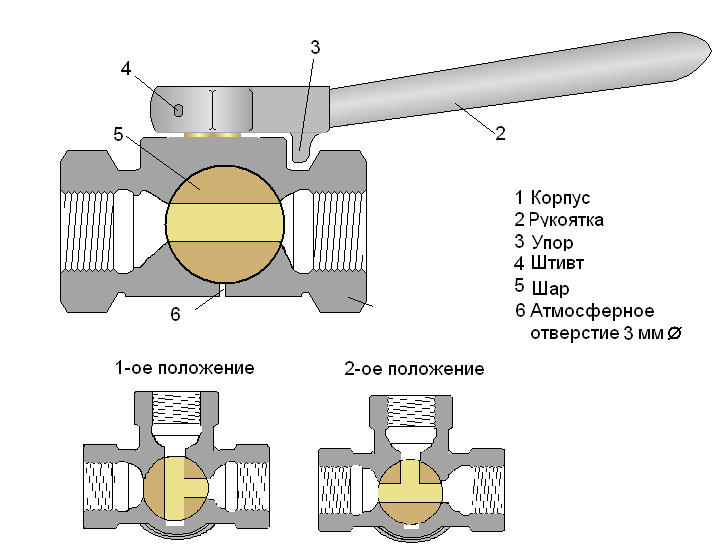 3
4
5
2
1 Корпус
2 Рукоятка
3 Упор
4 Штивт
5 Шар
6 Атмосферное
отверстие 3 мм ⌀
6
1-ое положение
2-ое положение